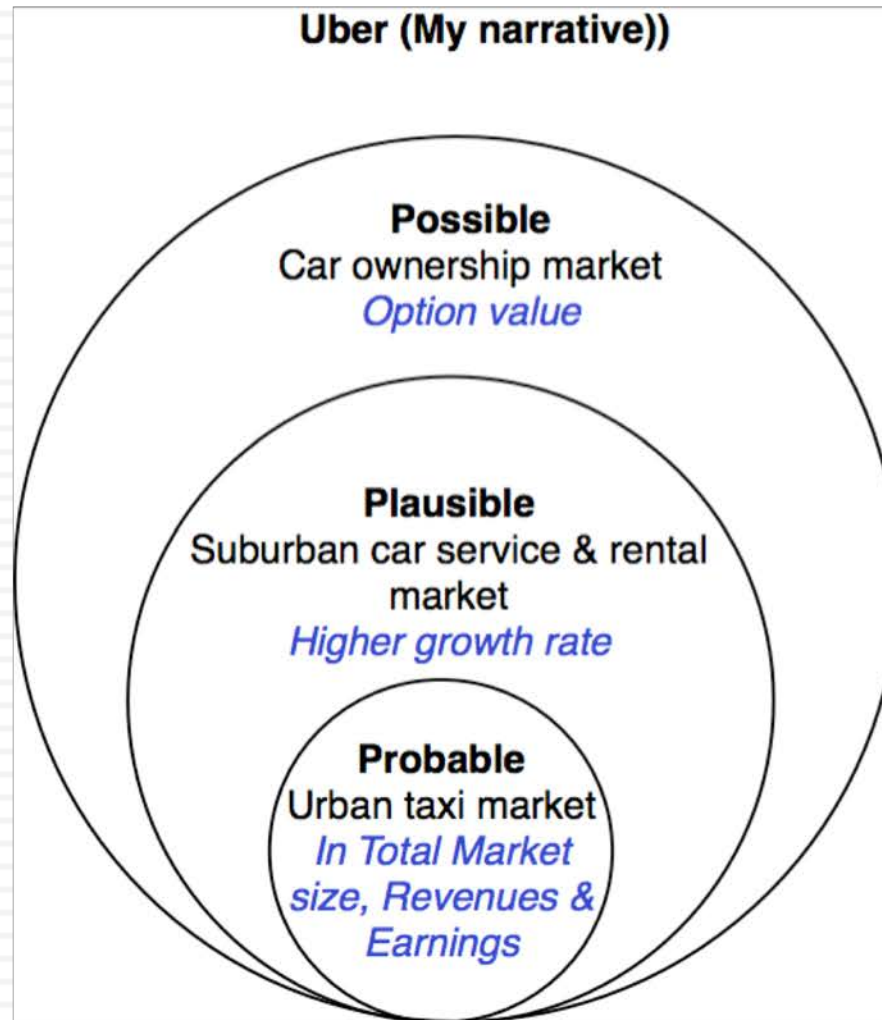 Uber (My narrative))
Possible
Car ownership market
Option value
Plausible
Suburban car service & rental
market
Higher growth rate
Probable
Urban taxi market
In Total Market
size, Revenues &
Earnings